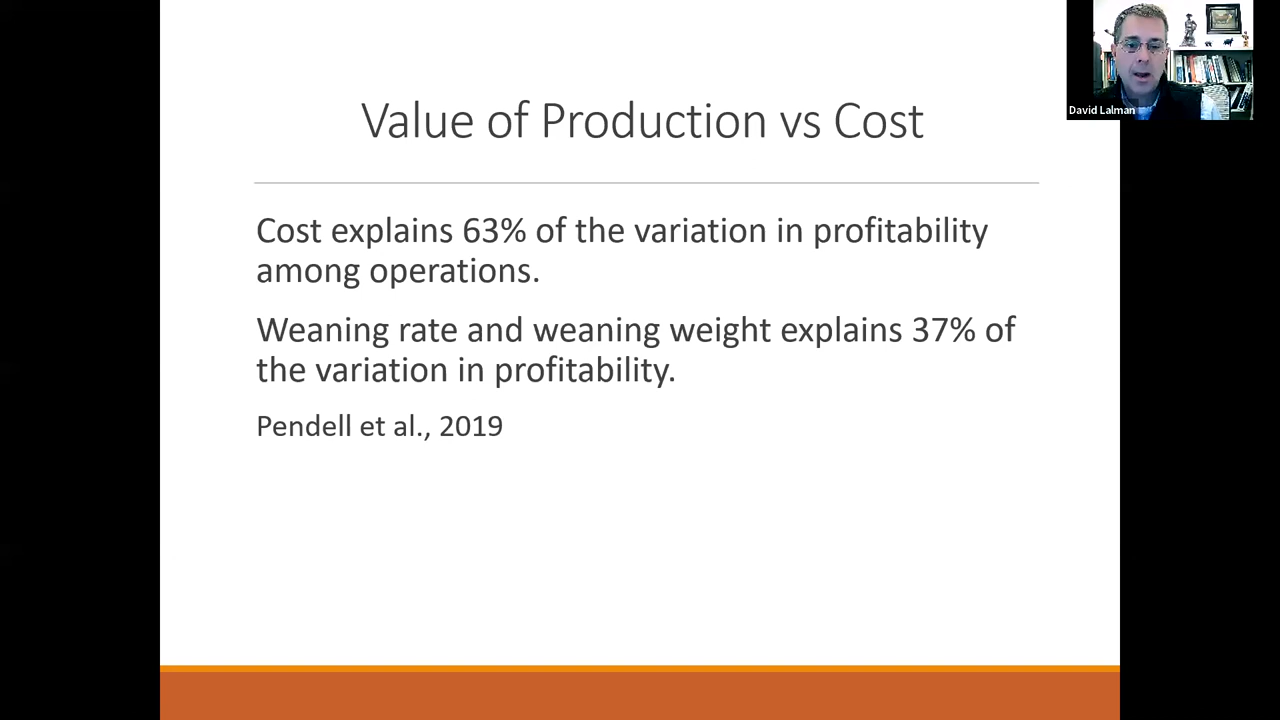 Value of Production vs Cost
David Lalman
Cost explains 63% of the variation in profitability
among operations.
Weaning rate and weaning weight explains 37% of
the variation in profitability.
Pendell et al., 2019